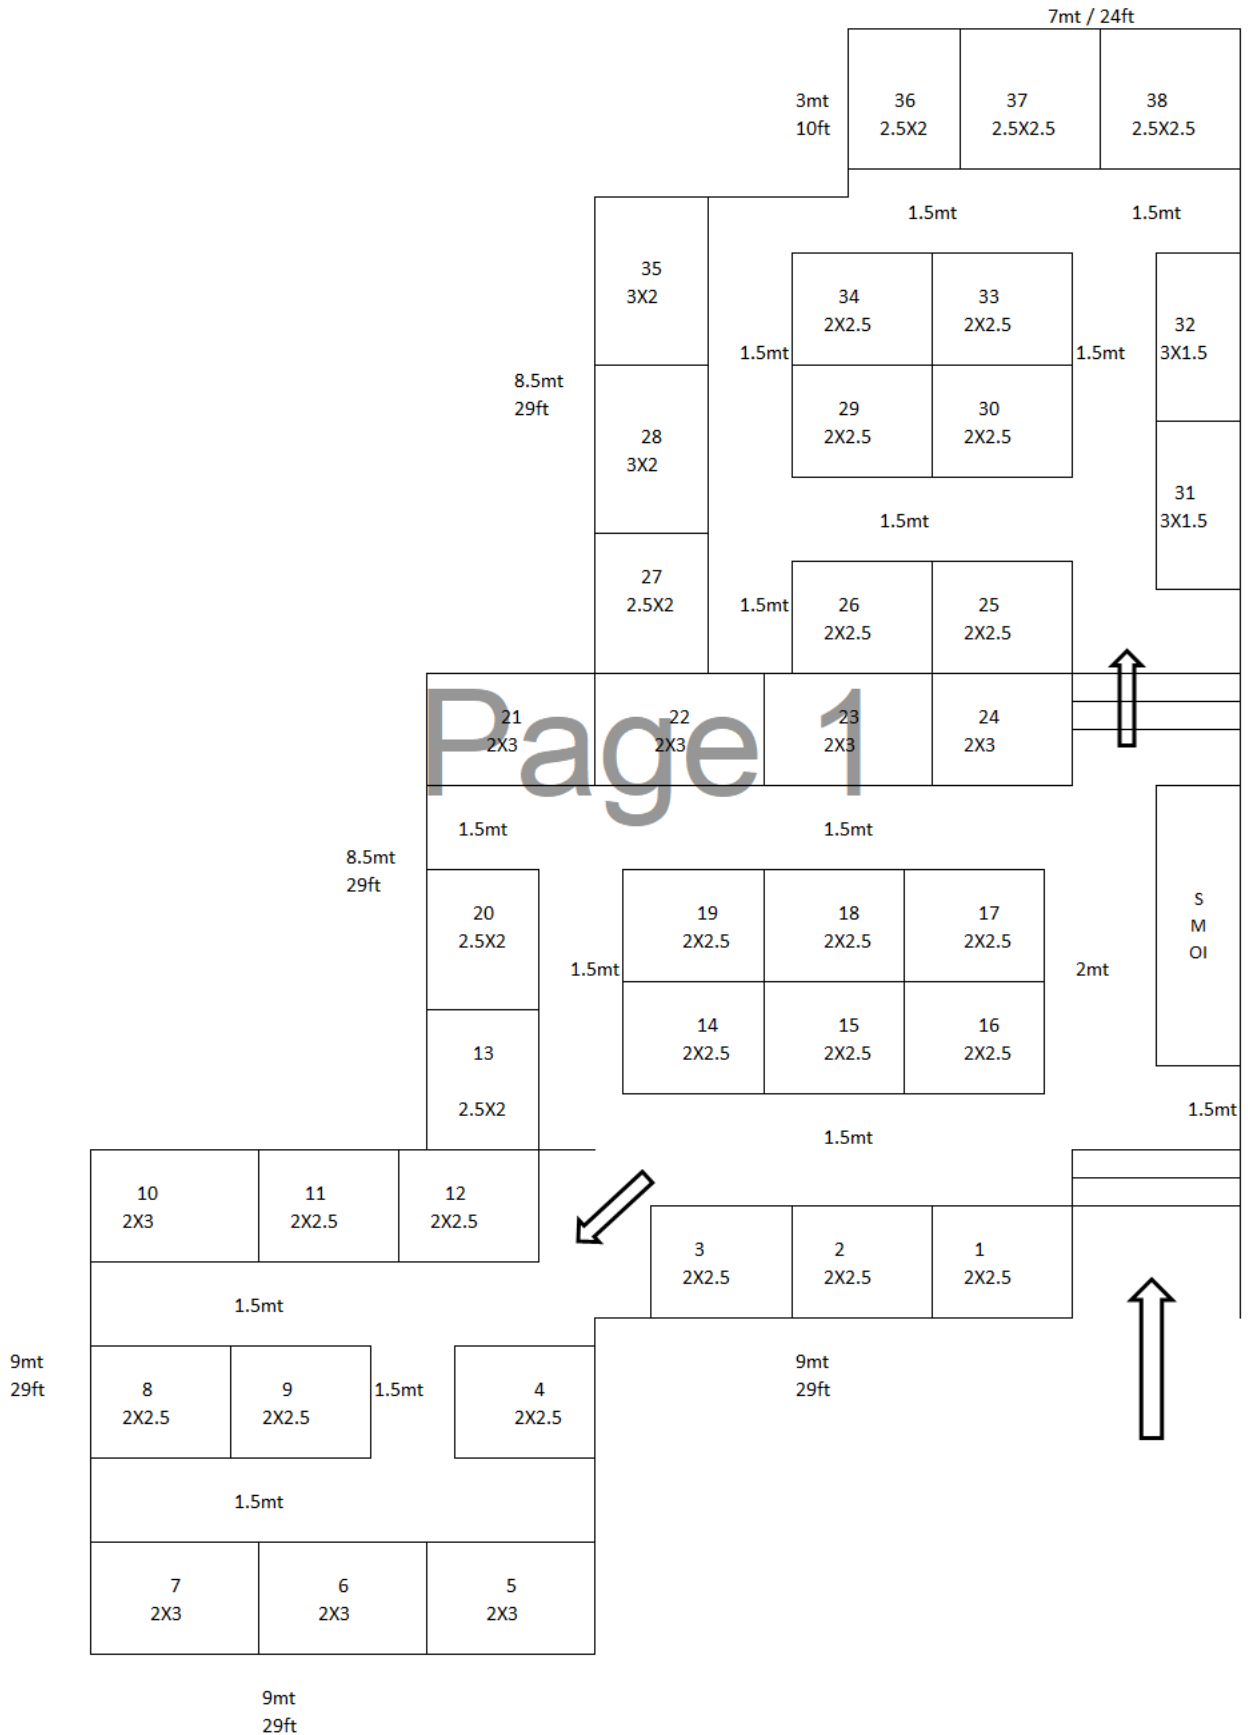 7mt / 24ft
3mt
10ft
36
2.5X2
37
2.5X2.5
38
2.5X2.5
1.5mt
1.5mt
35
3X2
34
2X2.5
33
2X2.5
32
3X1.5
1.5mt
1.5mt
8.5mt
29ft
28
3X2
29
2X2.5
30
2X2.5
31
3X1.5
1.5mt
27
2.5X2
1.5mt
26
2X2.5
25
2X2.5
Page 1
21
2X3
22
2X3
23
2X3
24
2X3
1.5mt
1.5mt
8.5mt
29ft
20
2.5X2
19
2X2.5
18
2X2.5
17
2X2.5
S
M
OI
1.5mt
2mt
13
2.5X2
14
2X2.5
15
2X2.5
16
2X2.5
1.5mt
1.5mt
10
2X3
11
2X2.5
12
2X2.5
3
2X2.5
2
2X2.5
1
2X2.5
1.5mt
9mt
29ft
8
2X2.5
9
2X2.5
1.5mt
4
2X2.5
9mt
29ft
1.5mt
7
2X3
6
2X3
5
2X3
9mt
29ft